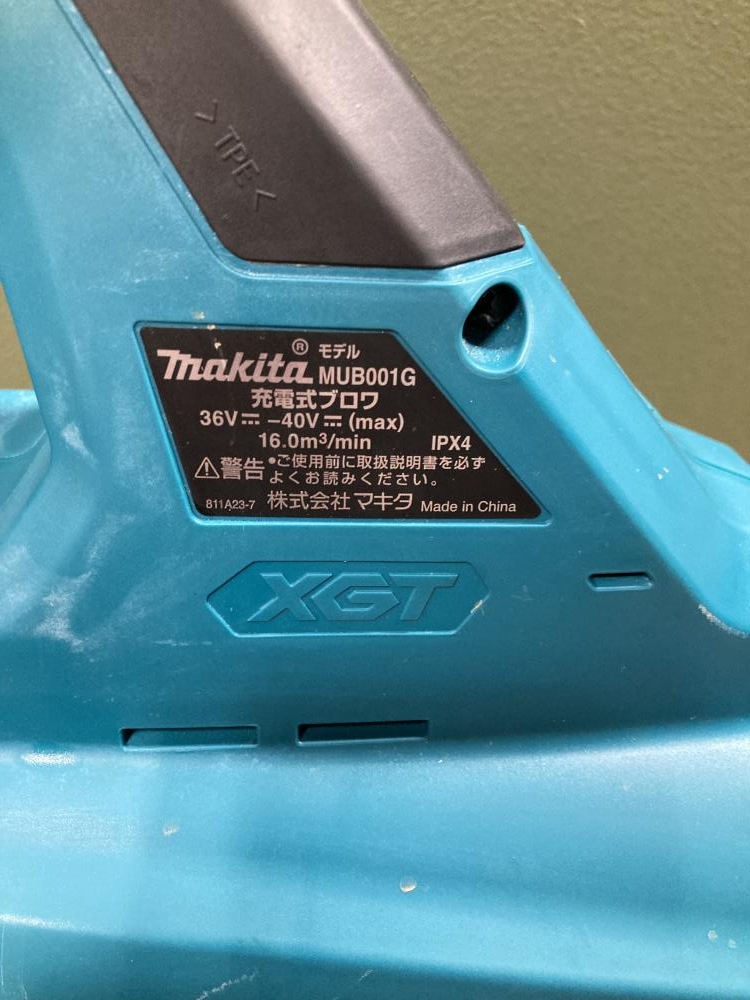 > TPE <
makita® モデル
MUB001G
充電式ブロワ
36V⎓ –40V⎓ (max)
16.0m³/min IPX4
⚠警告 •ご使用前に取扱説明書を必ず
よくお読みください。
811A23-7 株式会社マキタ Made in China
XGT